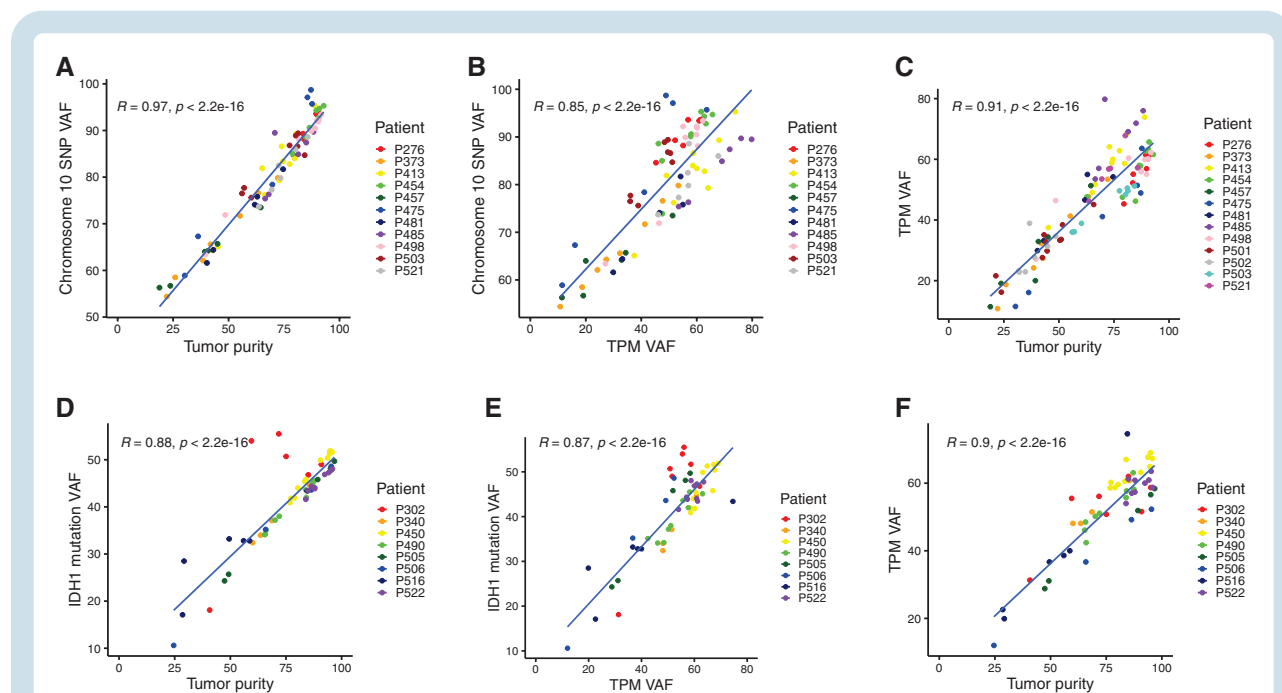 A
R = 0.97, p < 2.2e-16
Chromosome 10 SNP VAF
100
90
80
70
60
50
0 25 50 75 100
Tumor purity
Patient
P276
P373
P413
P454
P457
P475
P481
P485
P498
P503
P521
B
R = 0.85, p < 2.2e-16
Chromosome 10 SNP VAF
100
90
80
70
60
0 20 40 60 80
TPM VAF
Patient
P276
P373
P413
P454
P457
P475
P481
P485
P498
P503
P521
C
R = 0.91, p < 2.2e-16
TPM VAF
80
60
40
20
0 25 50 75 100
Tumor purity
Patient
P276
P373
P413
P454
P457
P475
P481
P485
P498
P501
P502
P503
P521
D
R = 0.88, p < 2.2e-16
IDH1 mutation VAF
50
40
30
20
10
0 25 50 75 100
Tumor purity
Patient
P302
P340
P450
P490
P505
P506
P516
P522
E
R = 0.87, p < 2.2e-16
IDH1 mutation VAF
50
40
30
20
10
0 20 40 60 80
TPM VAF
Patient
P302
P340
P450
P490
P505
P506
P516
P522
F
R = 0.9, p < 2.2e-16
TPM VAF
80
60
40
20
0 25 50 75 100
Tumor purity
Patient
P302
P340
P450
P490
P505
P506
P516
P522